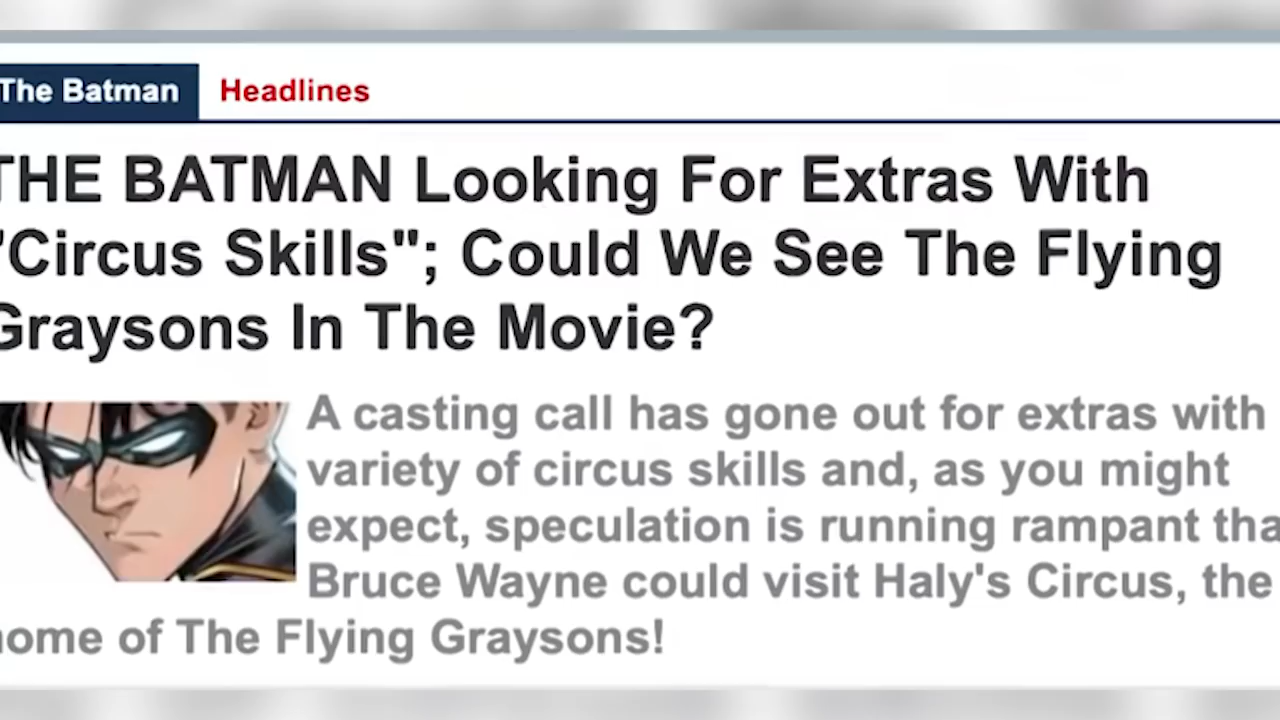 The Batman Headlines
THE BATMAN Looking For Extras With
"Circus Skills"; Could We See The Flying
Graysons In The Movie?
A casting call has gone out for extras with
variety of circus skills and, as you might
expect, speculation is running rampant tha
Bruce Wayne could visit Haly's Circus, the
home of The Flying Graysons!